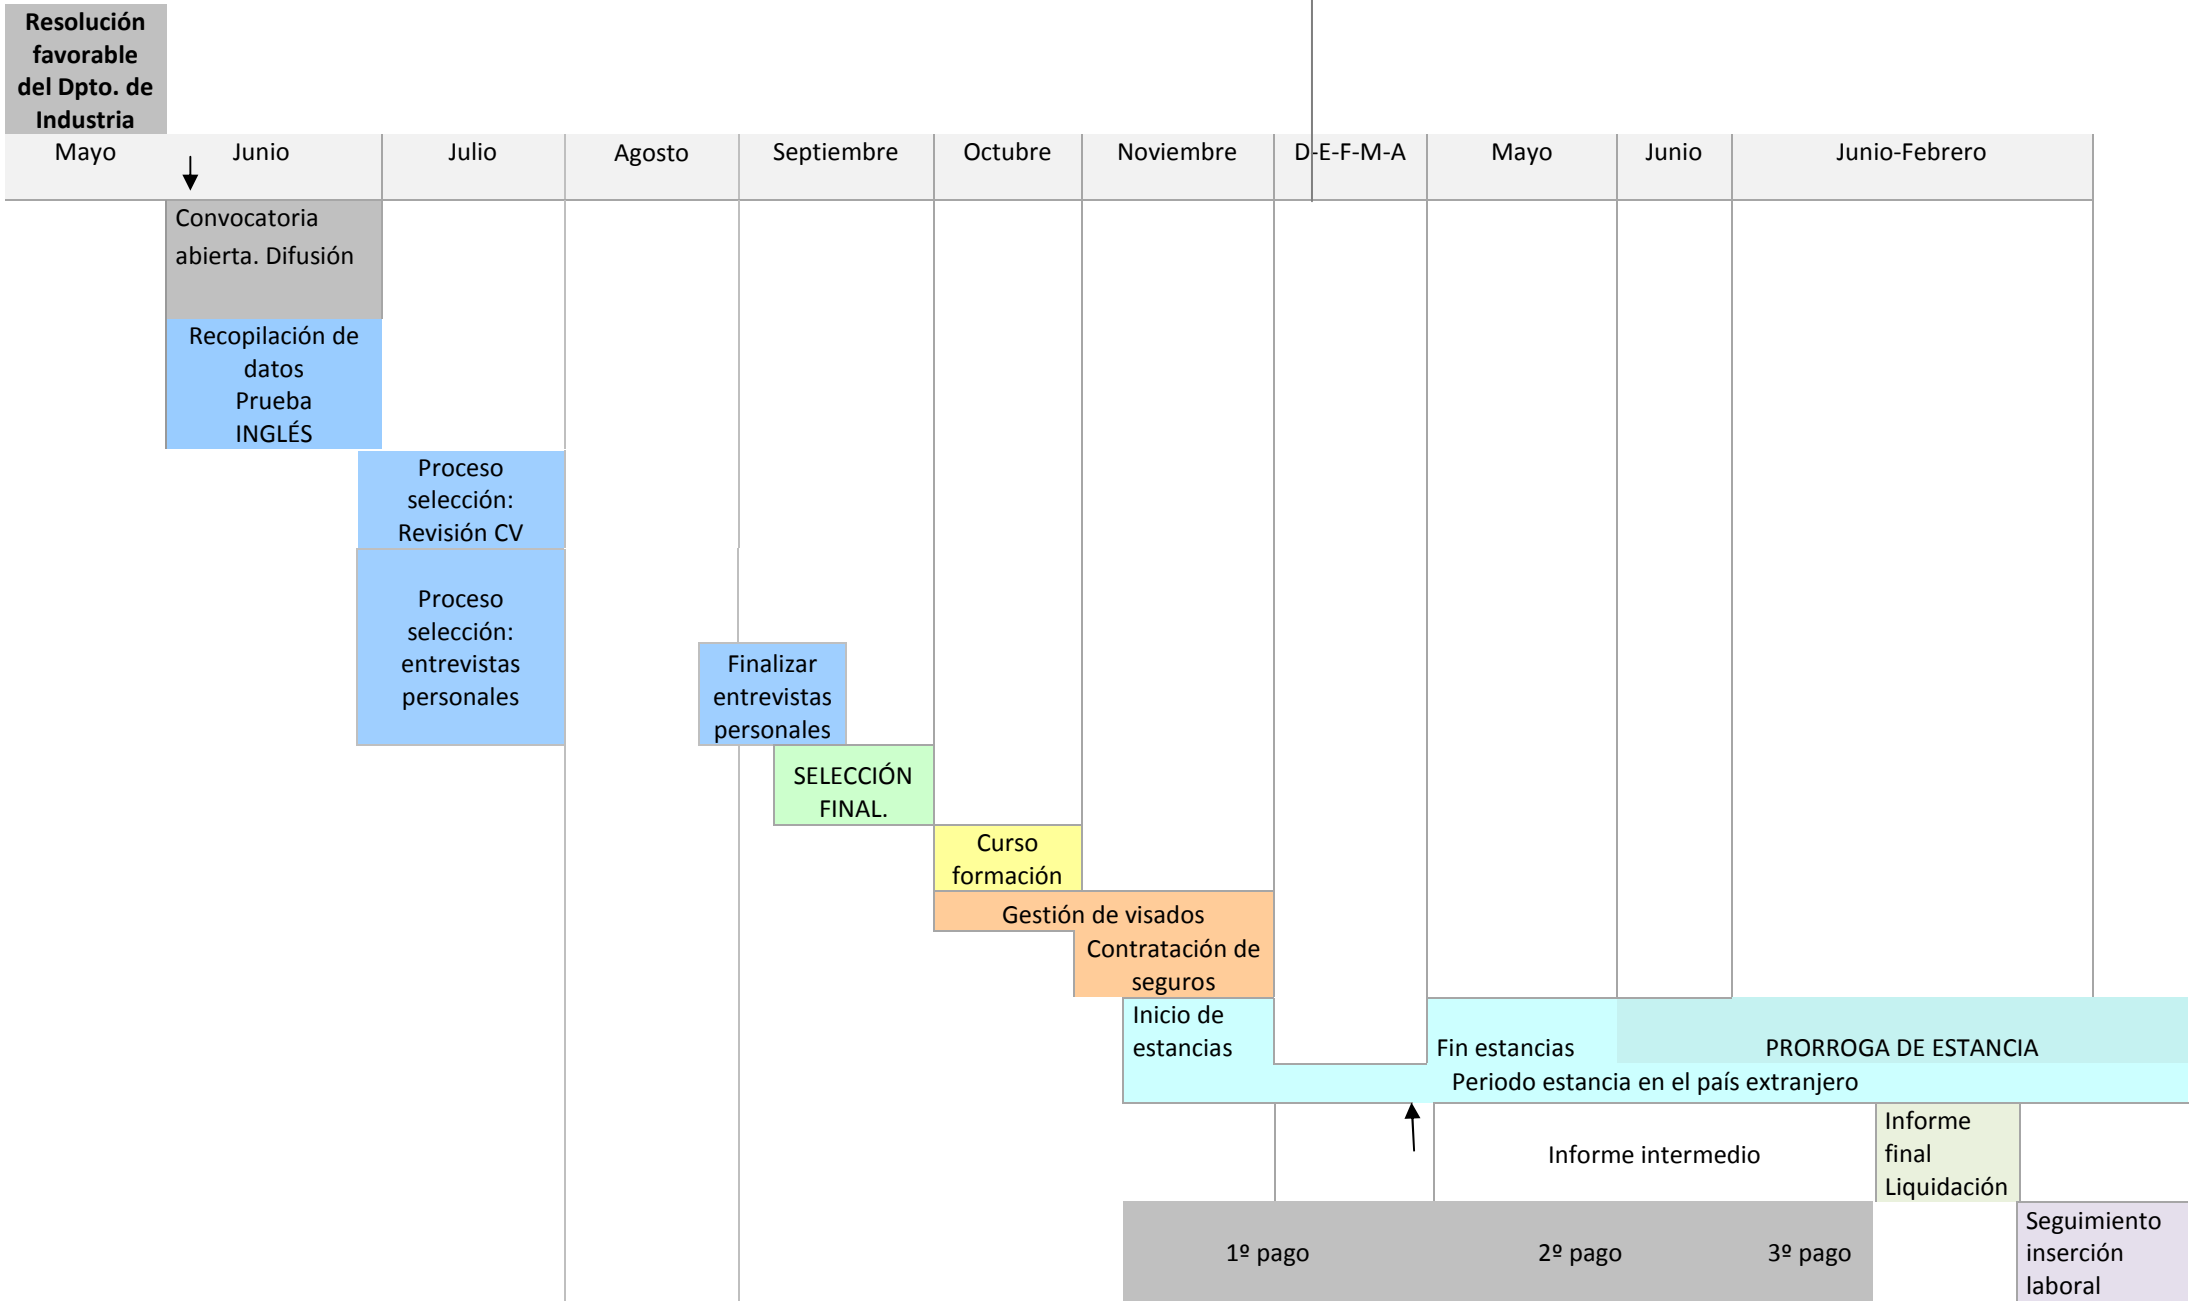 Resolución
favorable
del Dpto. de
Industria
Mayo Junio Julio Agosto Septiembre Octubre Noviembre D-E-F-M-A Mayo Junio Junio-Febrero
Convocatoria
abierta. Difusión
Recopilación de
datos
Prueba
INGLÉS
Proceso
selección:
Revisión CV
Proceso
selección:
entrevistas
personales
Finalizar
entrevistas
personales
SELECCIÓN
FINAL.
Curso
formación
Gestión de visados
Contratación de
seguros
Inicio de
estancias
Fin estancias
PRORROGA DE ESTANCIA
Periodo estancia en el país extranjero
Informe intermedio
Informe
final
Liquidación
1º pago 2º pago 3º pago
Seguimiento
inserción
laboral